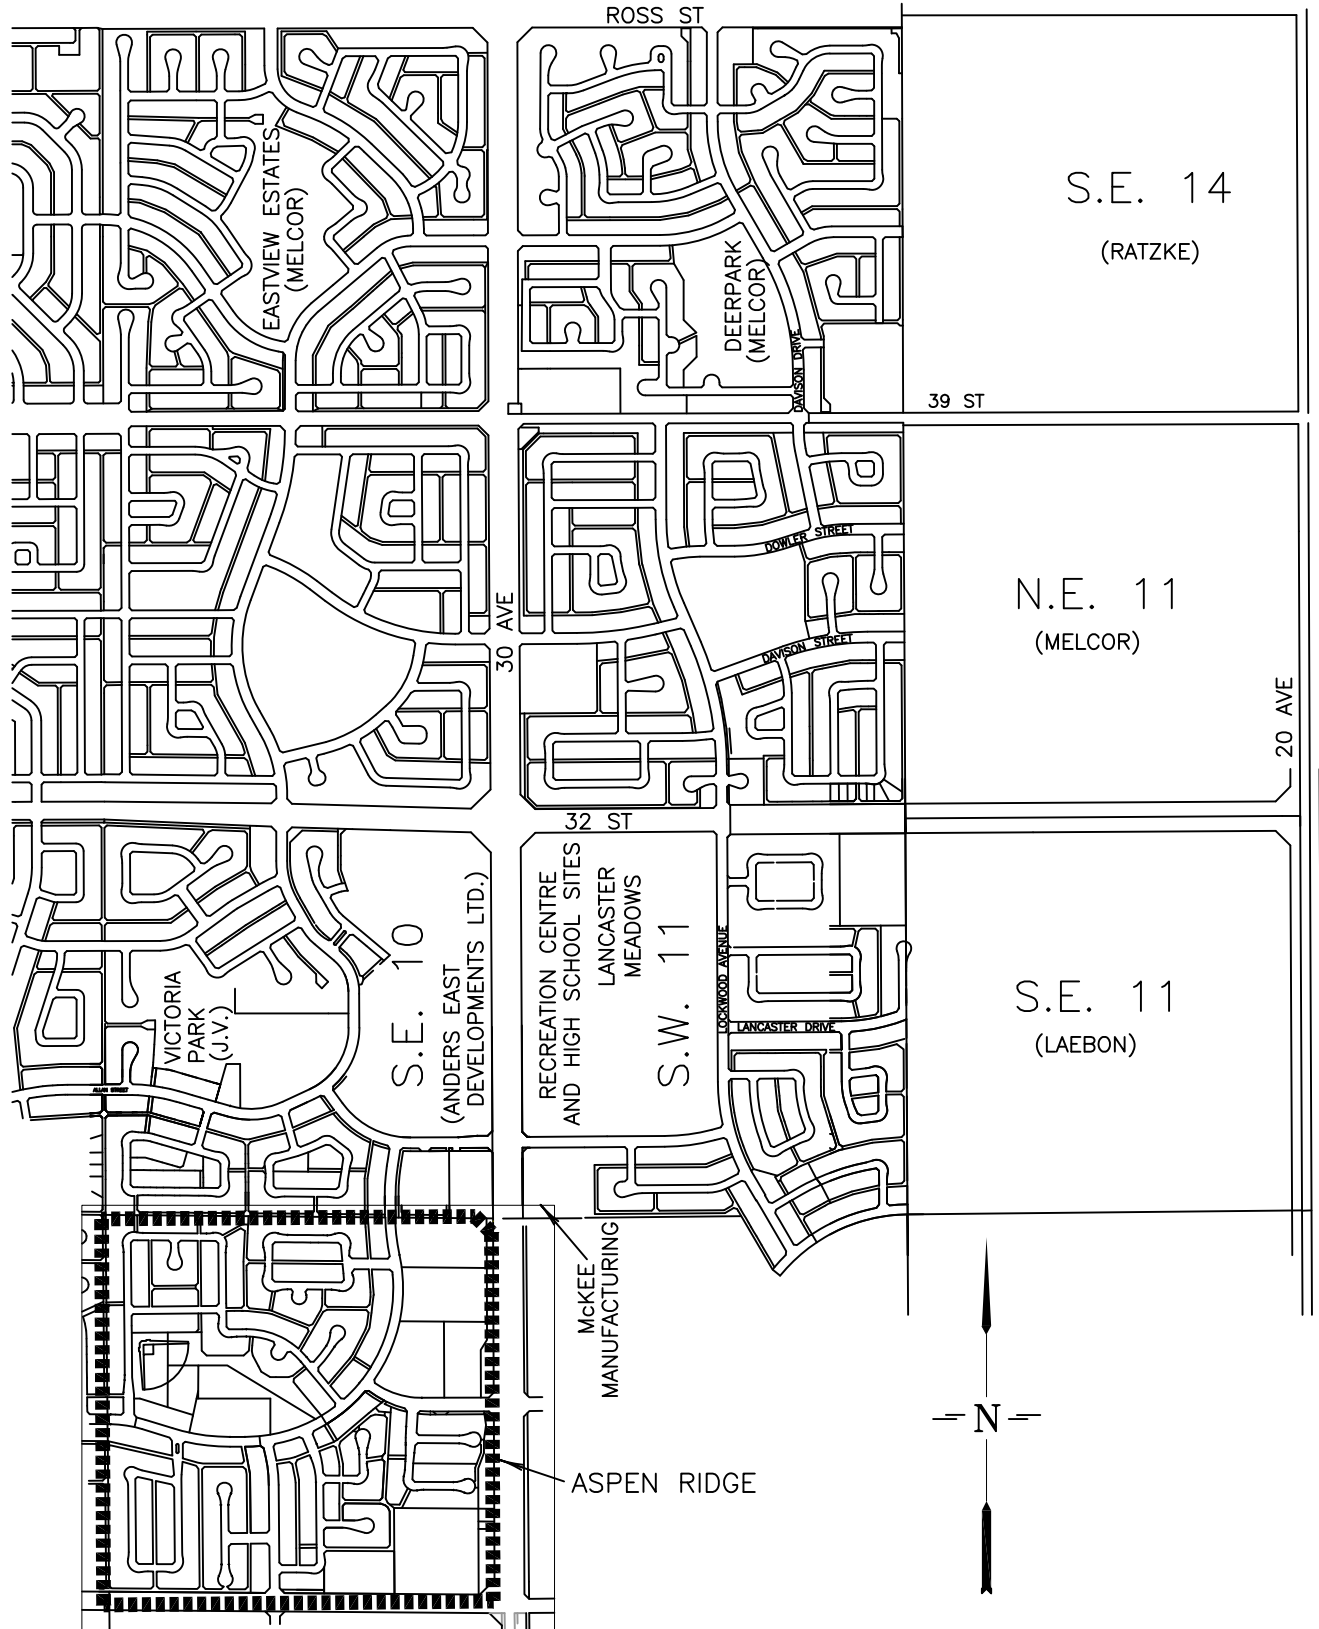 ROSS ST
S.E. 14
(RATZKE)
EASTVIEW ESTATES
(MELCOR)
DEERPARK
(MELCOR)
DAVISON DRIVE
39 ST
DOWLER STREET
N.E. 11
(MELCOR)
30 AVE
DAVISON STREET
20 AVE
32 ST
S.E. 10
(ANDERS EAST
DEVELOPMENTS LTD.)
RECREATION CENTRE
AND HIGH SCHOOL SITES
LANCASTER
MEADOWS
S.W. 11
LOCKWOOD AVENUE
LANCASTER DRIVE
S.E. 11
(LAEBON)
VICTORIA
PARK
(J.V.)
ALLAN STREET
McKEE
MANUFACTURING
N
ASPEN RIDGE